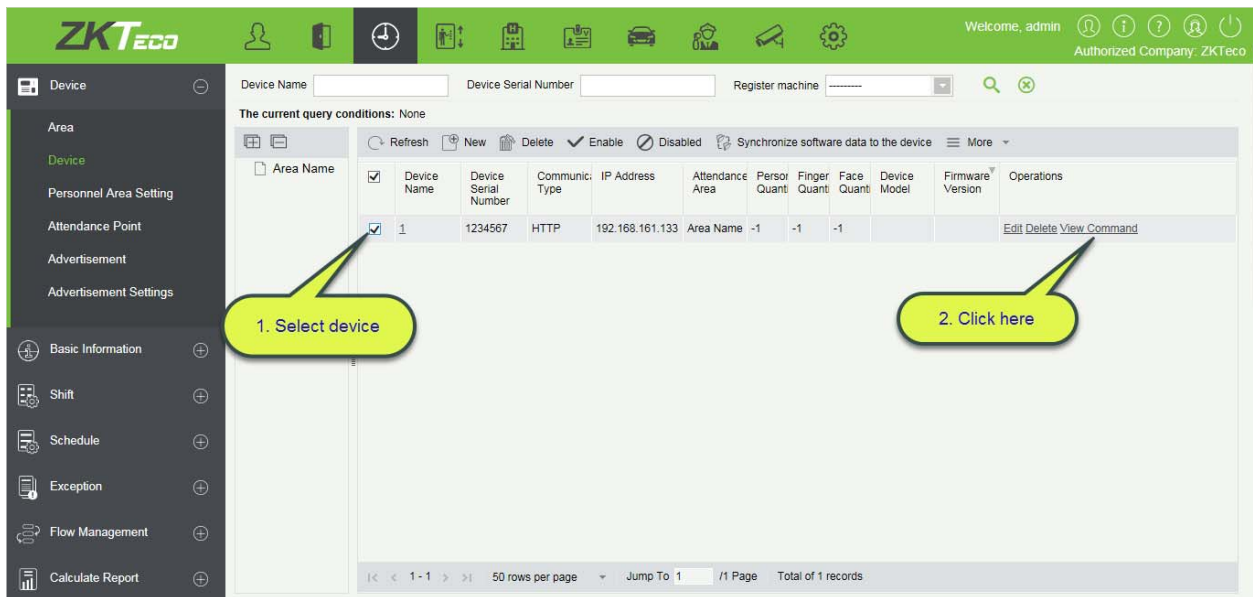 ZKTeco
Welcome, admin
Authorized Company: ZKTeco
Device
Area
Device
Personnel Area Setting
Attendance Point
Advertisement
Advertisement Settings
Basic Information
Shift
Schedule
Exception
Flow Management
Calculate Report
Device Name
Device Serial Number
Register machine ---------
The current query conditions: None
Refresh New Delete Enable Disabled Synchronize software data to the device More
Area Name
Device Name
Device Serial Number
Communic
Type
IP Address
Attendance Area
Person Quanti
Finger Quanti
Face Quanti
Device Model
Firmware Version
Operations
1 1234567 HTTP 192.168.161.133 Area Name -1 -1 -1 Edit Delete View Command
1. Select device
2. Click here
1 - 1 50 rows per page Jump To 1 /1 Page Total of 1 records